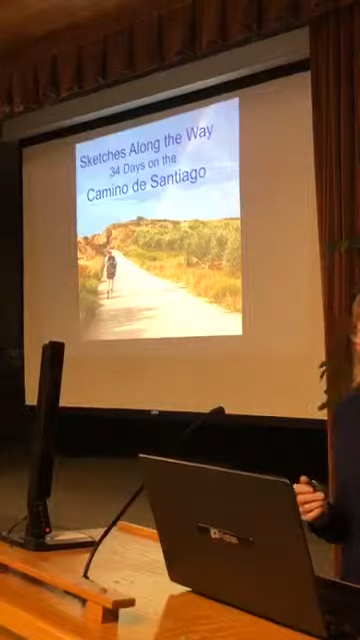 Sketches Along the Way
34 Days on the
Camino de Santiago